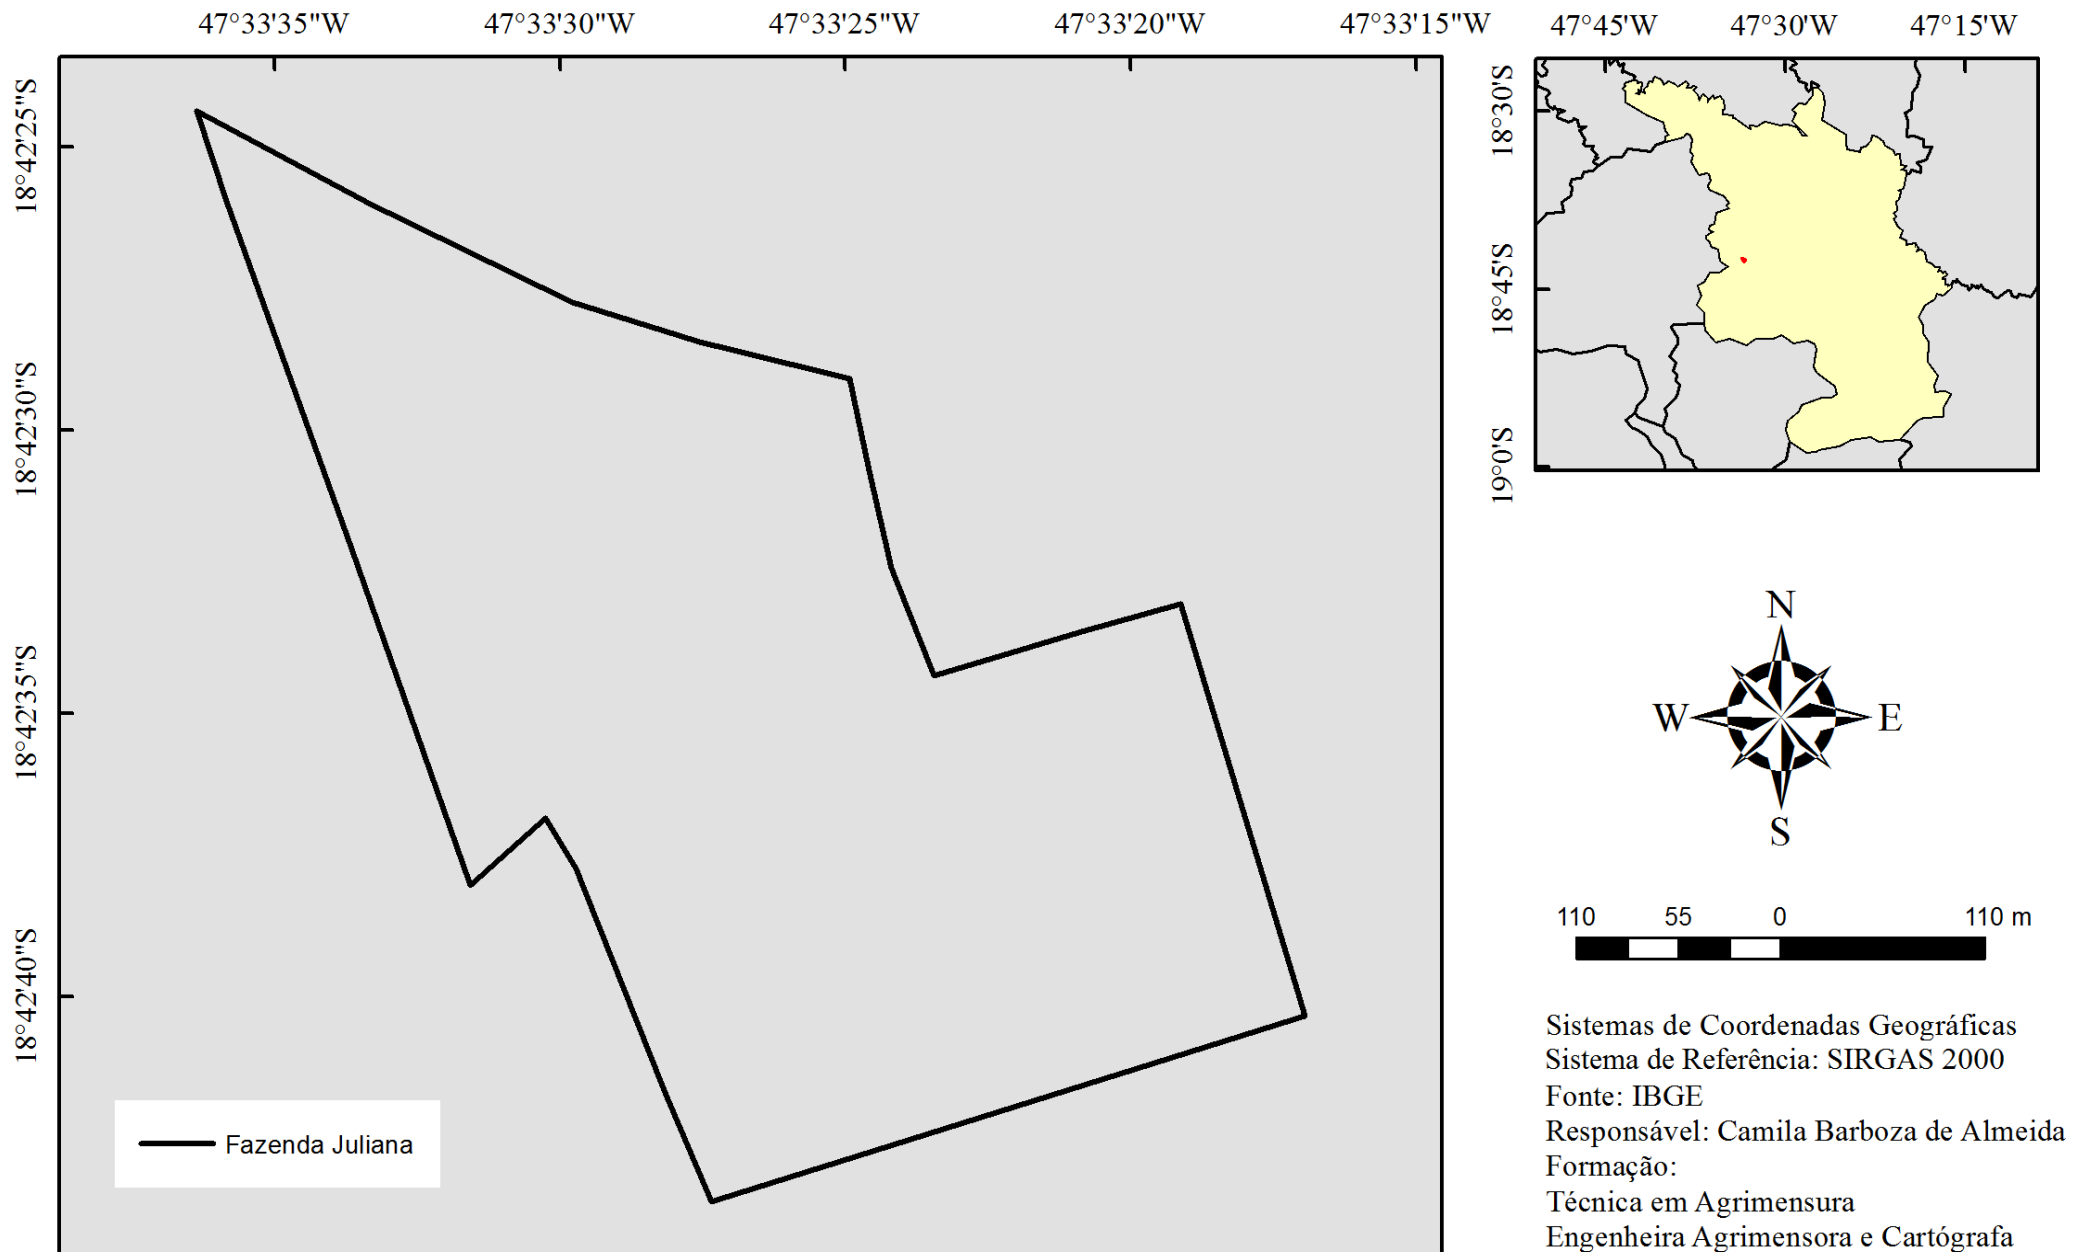 47°33'35"W 47°33'30"W 47°33'25"W 47°33'20"W 47°33'15"W
18°42'25"S
18°42'30"S
18°42'35"S
18°42'40"S
Fazenda Juliana
47°45'W 47°30'W 47°15'W
18°30'S
18°45'S
19°0'S
N
W E
S
110 55 0 110 m
Sistemas de Coordenadas Geográficas
Sistema de Referência: SIRGAS 2000
Fonte: IBGE
Responsável: Camila Barboza de Almeida
Formação:
Técnica em Agrimensura
Engenheira Agrimensora e Cartógrafa